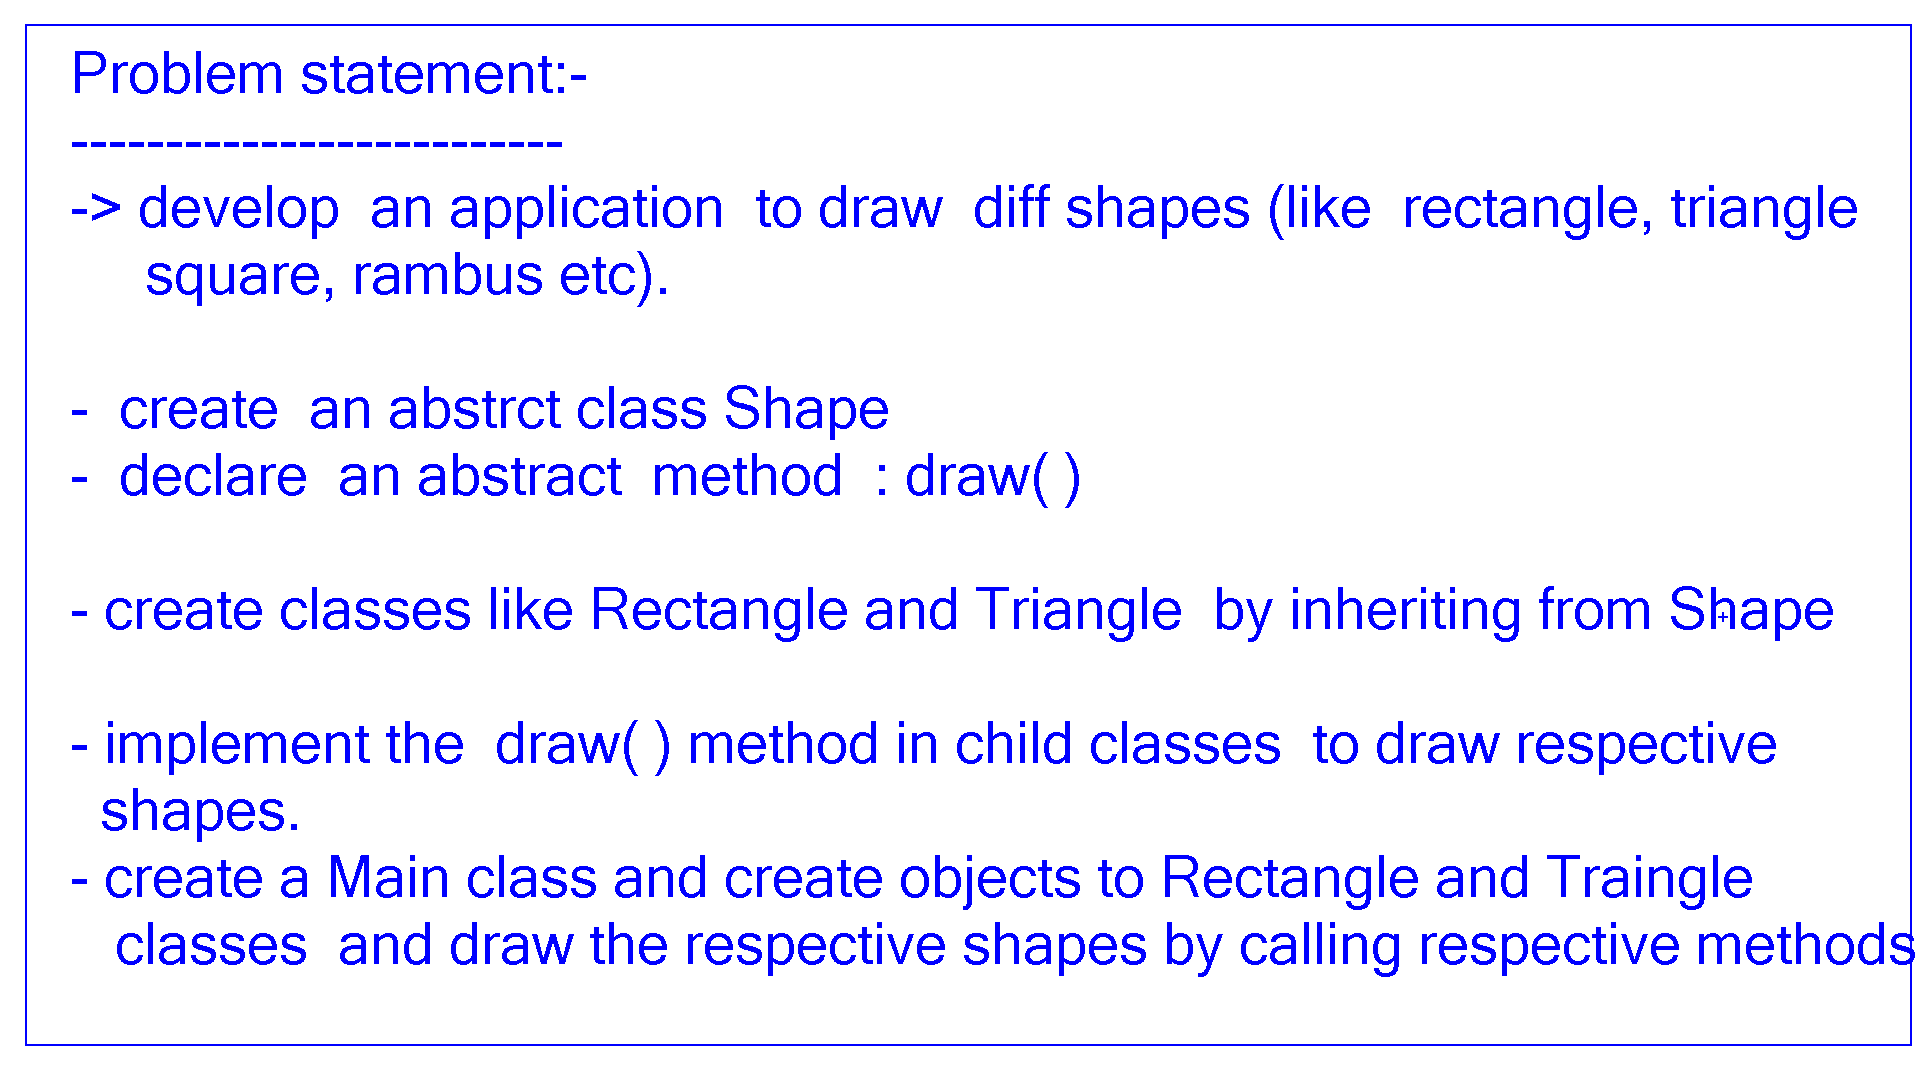 Problem statement:-
--------------------------
-> develop  an application  to draw  diff shapes (like  rectangle, triangle
square, rambus etc).
-  create  an abstrct class Shape
-  declare  an abstract  method  : draw( )
- create classes like Rectangle and Triangle  by inheriting from Shape
- implement the  draw( ) method in child classes  to draw respective
shapes.
- create a Main class and create objects to Rectangle and Traingle
classes  and draw the respective shapes by calling respective methods